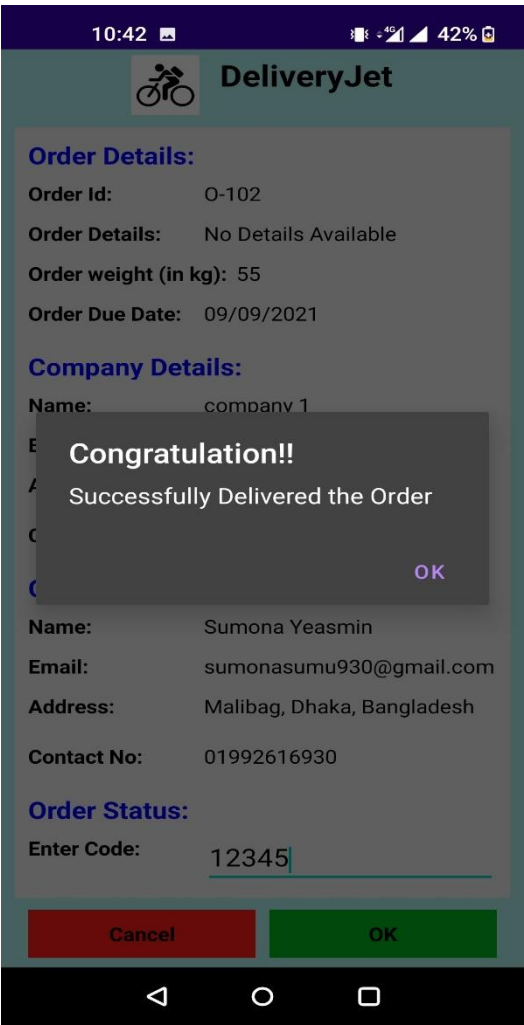 10:42 4G 42%
DeliveryJet
Order Details:
Order Id: O-102
Order Details: No Details Available
Order weight (in kg): 55
Order Due Date: 09/09/2021
Company Details:
Name: company 1
Congratulation!!
Successfully Delivered the Order
OK
Name: Sumona Yeasmin
Email: sumonasumu930@gmail.com
Address: Malibag, Dhaka, Bangladesh
Contact No: 01992616930
Order Status:
Enter Code: 12345
Cancel OK